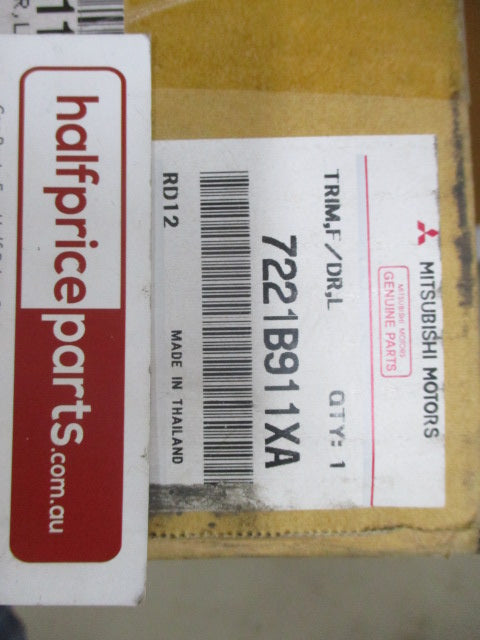 MITSUBISHI MOTORS
MITSUBISHI MOTORS
GENUINE PARTS
TRIM,F/DR,L QTY: 1
7221B911XA
RD12 MADE IN THAILAND
halfpriceparts.com.au